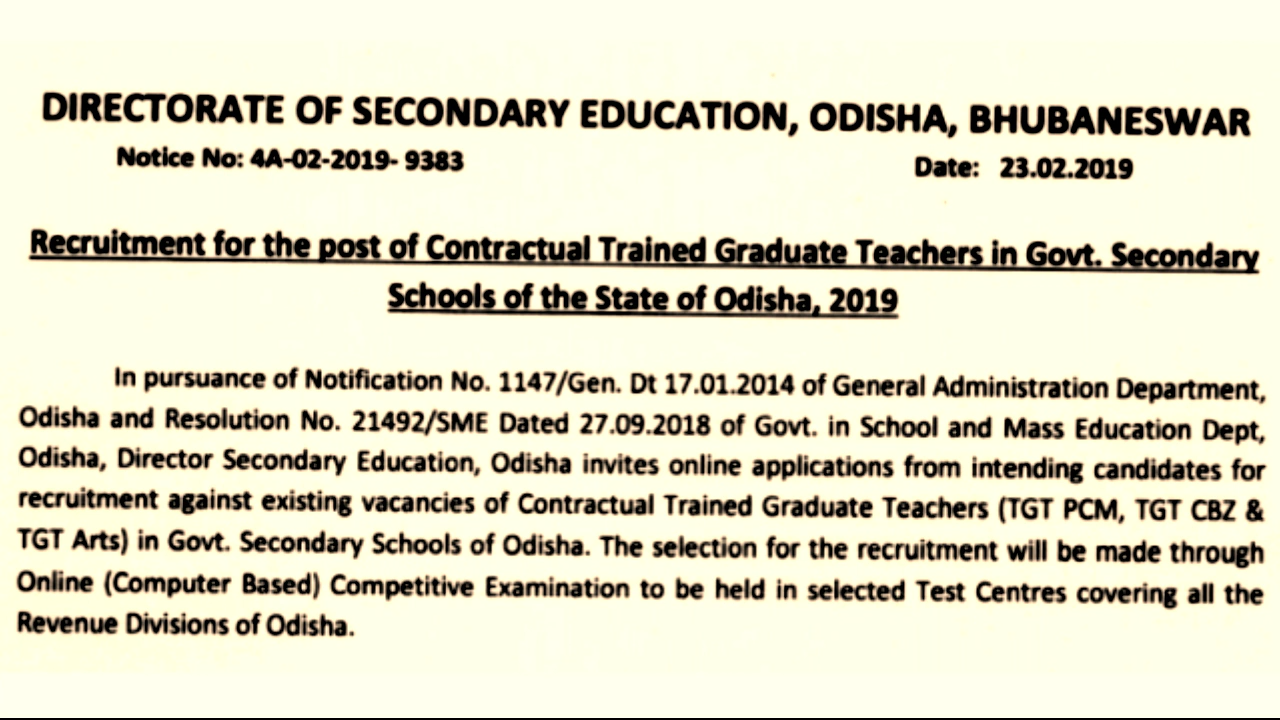 DIRECTORATE OF SECONDARY EDUCATION, ODISHA, BHUBANESWAR
Notice No: 4A-02-2019- 9383 Date: 23.02.2019
Recruitment for the post of Contractual Trained Graduate Teachers in Govt. Secondary
Schools of the State of Odisha, 2019
In pursuance of Notification No. 1147/Gen. Dt 17.01.2014 of General Administration Department,
Odisha and Resolution No. 21492/SME Dated 27.09.2018 of Govt. in School and Mass Education Dept,
Odisha, Director Secondary Education, Odisha invites online applications from intending candidates for
recruitment against existing vacancies of Contractual Trained Graduate Teachers (TGT PCM, TGT CBZ &
TGT Arts) in Govt. Secondary Schools of Odisha. The selection for the recruitment will be made through
Online (Computer Based) Competitive Examination to be held in selected Test Centres covering all the
Revenue Divisions of Odisha.